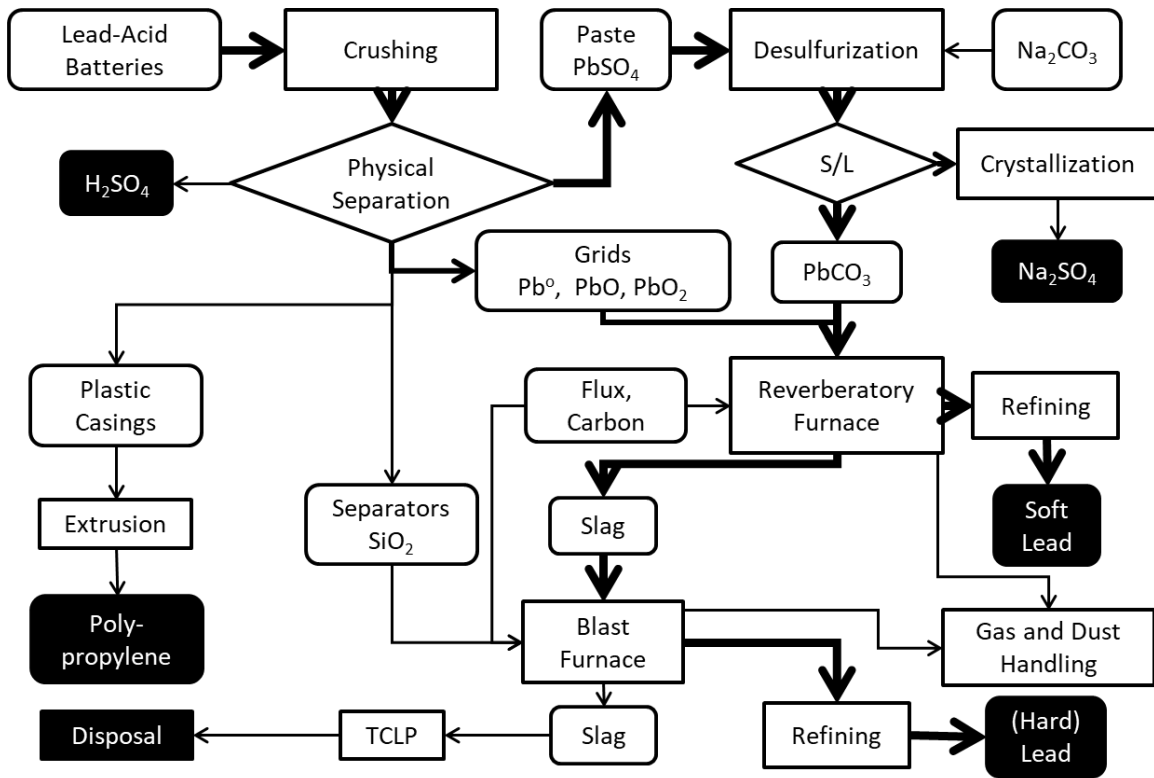 Lead-Acid
Batteries
Crushing
Paste
PbSO₄
Desulfurization
Na₂CO₃
H₂SO₄
Physical
Separation
S/L
Crystallization
Grids
Pb⁰, PbO, PbO₂
PbCO₃
Na₂SO₄
Plastic
Casings
Flux,
Carbon
Reverberatory
Furnace
Refining
Extrusion
Separators
SiO₂
Slag
Soft
Lead
Poly-
propylene
Blast
Furnace
Gas and Dust
Handling
Disposal
TCLP
Slag
Refining
(Hard)
Lead